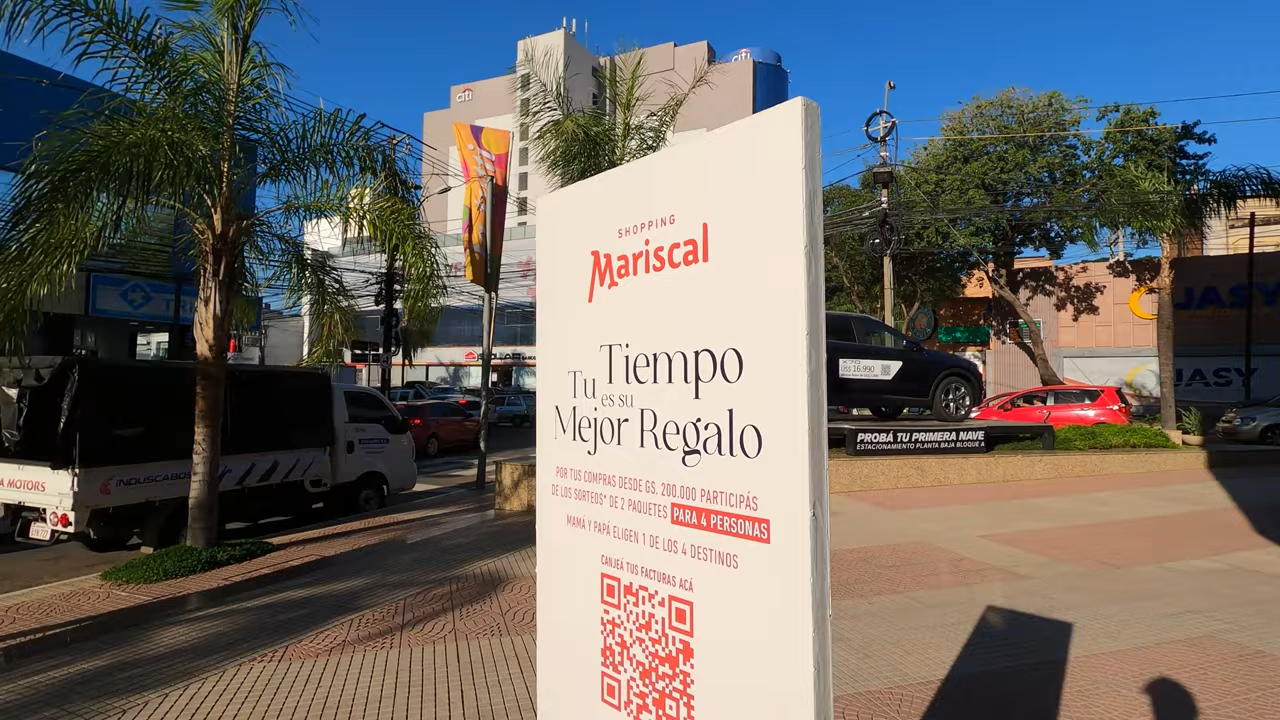 citi
citi
SHOPPING
Mariscal
Tiempo
Tu es su
Mejor Regalo
POR TUS COMPRAS DESDE GS. 200.000 PARTICIPÁS
DE LOS SORTEOS* DE 2 PAQUETES PARA 4 PERSONAS
MAMÁ Y PAPÁ ELIGEN 1 DE LOS 4 DESTINOS
CANJEÁ TUS FACTURAS ACÁ
X70
US$ 16.990
PROBÁ TU PRIMERA NAVE
ESTACIONAMIENTO PLANTA BAJA BLOQUE A
JASY
JASY
MOTORS
INDUSCABOS